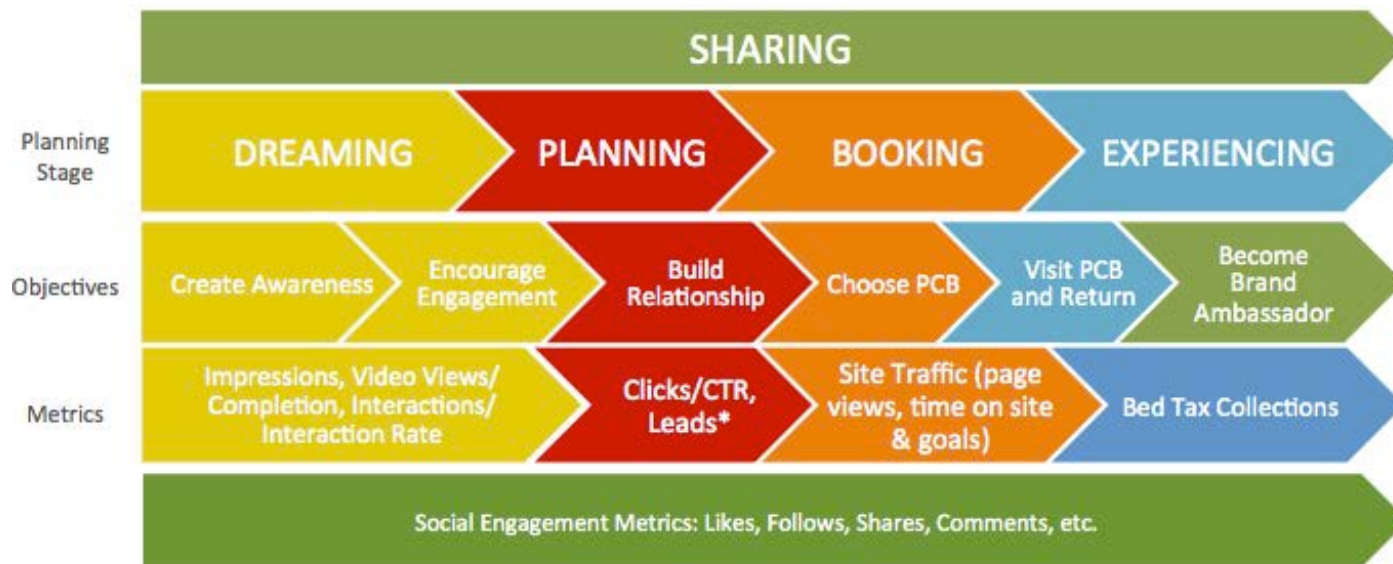 SHARING
Planning
Stage
DREAMING
PLANNING
BOOKING
EXPERIENCING
Objectives
Create Awareness
Encourage
Engagement
Build
Relationship
Choose PCB
Visit PCB
and Return
Become
Brand
Ambassador
Metrics
Impressions, Video Views/
Completion, Interactions/
Interaction Rate
Clicks/CTR,
Leads*
Site Traffic (page
views, time on site
& goals)
Bed Tax Collections
Social Engagement Metrics: Likes, Follows, Shares, Comments, etc.